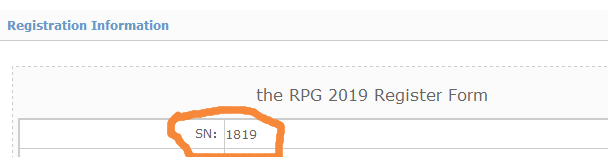 Registration Information
the RPG 2019 Register Form
SN: 1819